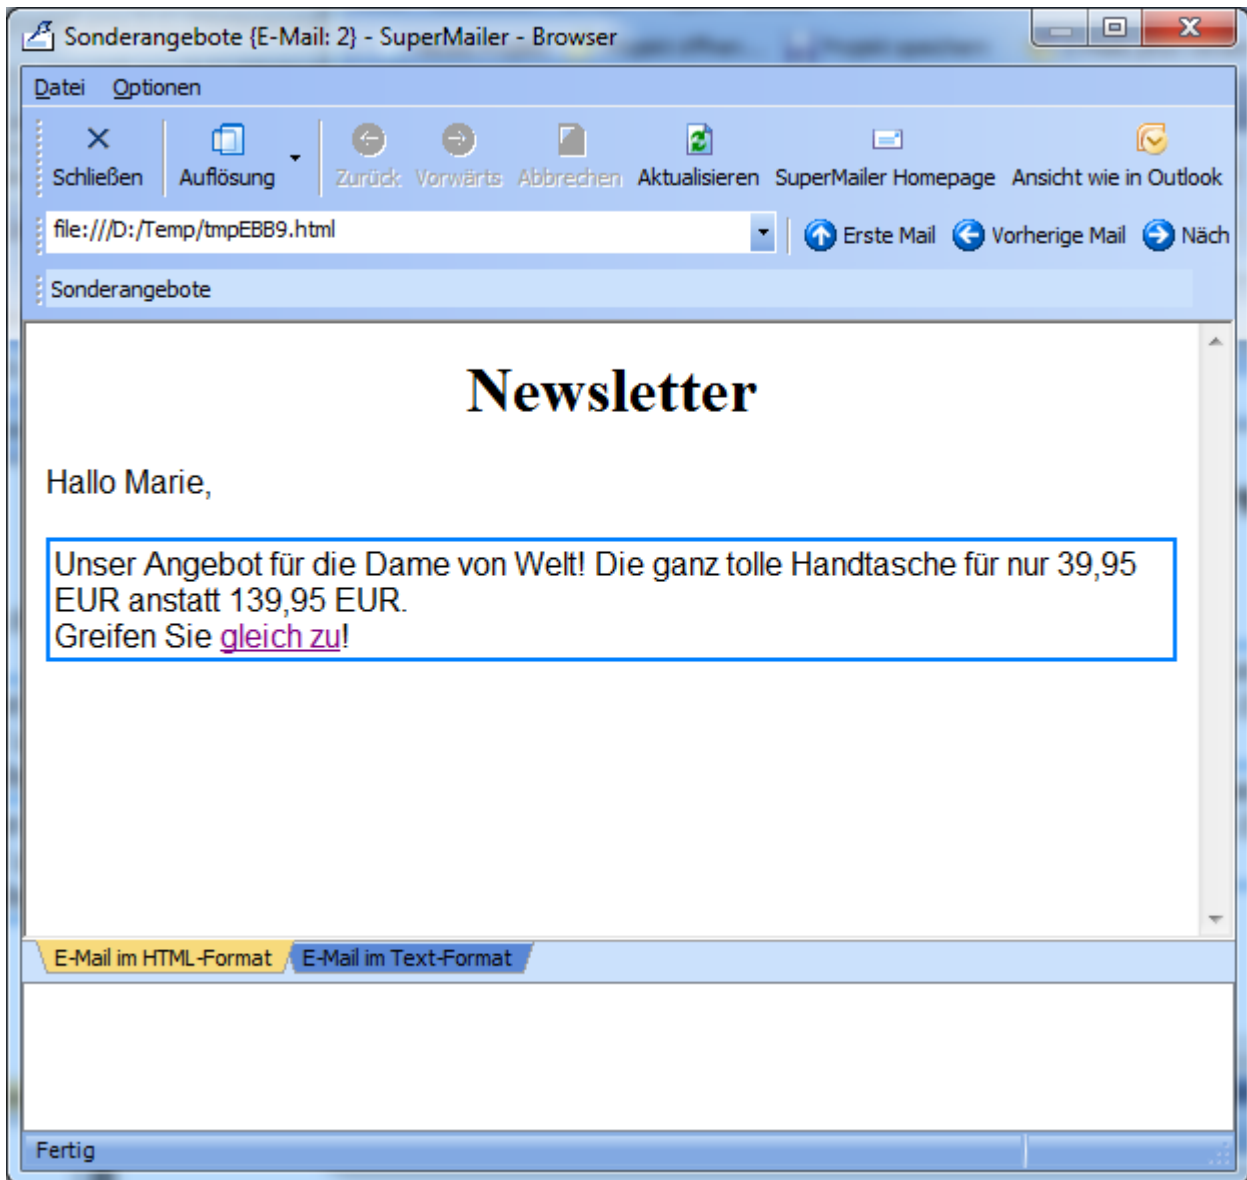 Sonderangebote {E-Mail: 2} - SuperMailer - Browser
Datei Optionen
Schließen Auflösung Zurück Vorwärts Abbrechen Aktualisieren SuperMailer Homepage Ansicht wie in Outlook
file:///D:/Temp/tmpEBB9.html Erste Mail Vorherige Mail Näch
Sonderangebote
Newsletter
Hallo Marie,
Unser Angebot für die Dame von Welt! Die ganz tolle Handtasche für nur 39,95
EUR anstatt 139,95 EUR.
Greifen Sie gleich zu!
E-Mail im HTML-Format E-Mail im Text-Format
Fertig